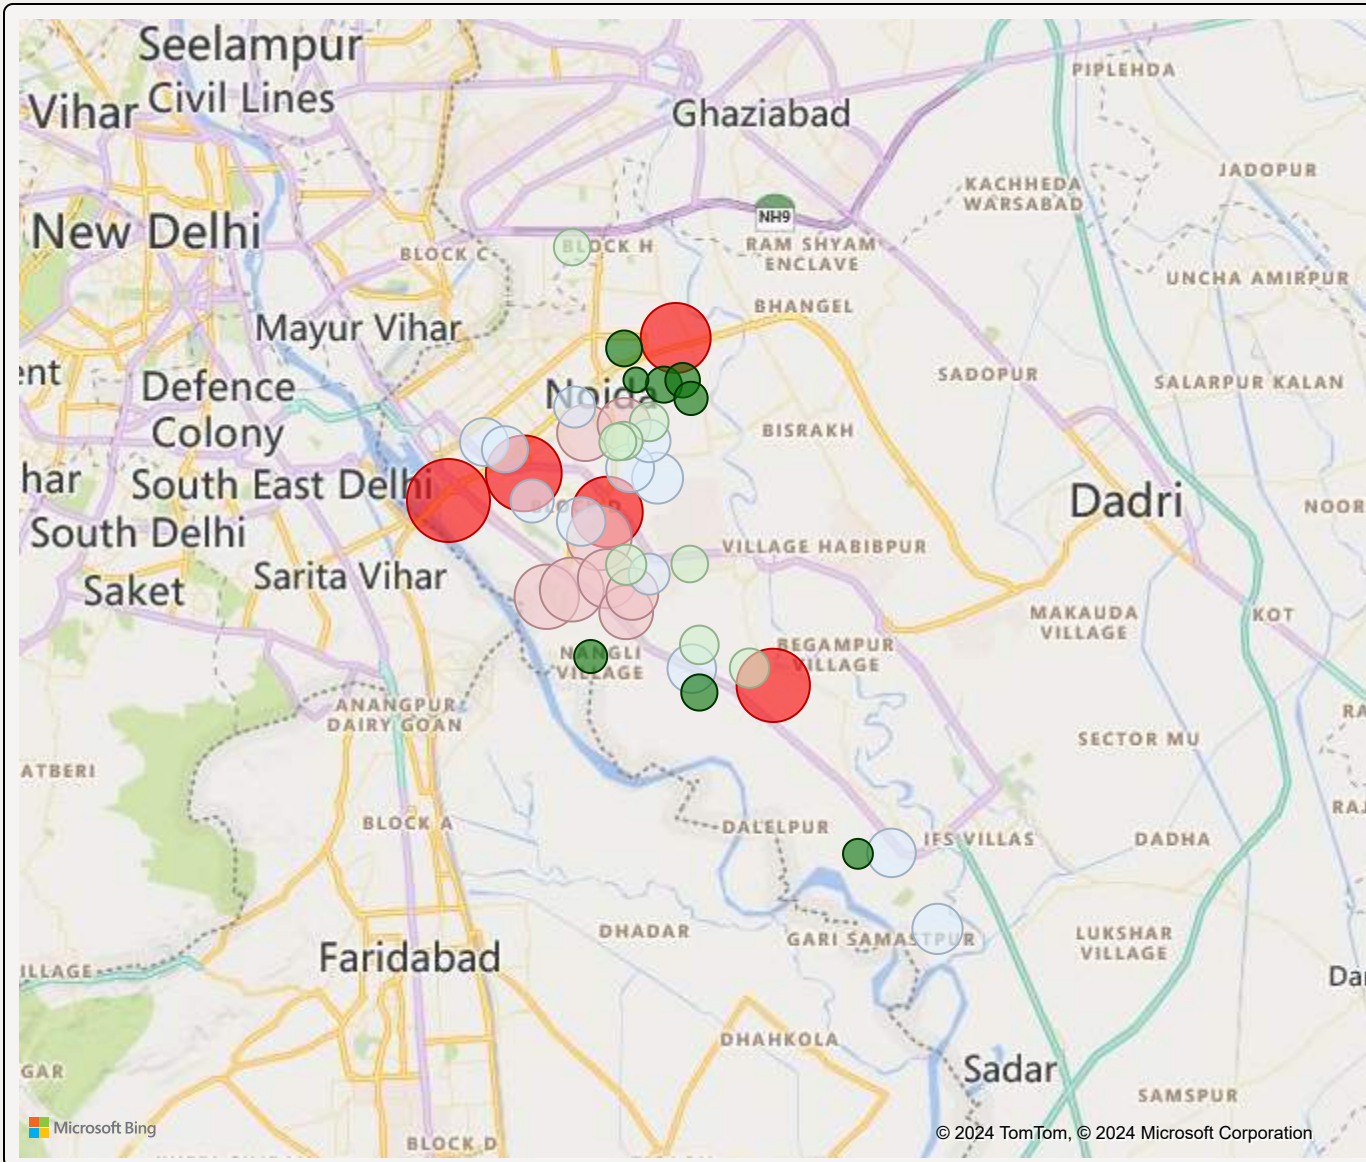 Seelampur
PIPLEHDA
Vihar
Civil Lines
Ghaziabad
JADOPUR
KACHHEDA
WARSABAD
NH9
New Delhi
BLOCK C
BLOCK H
RAM SHYAM
ENCLAVE
UNCHA AMIRPUR
BHANGEL
Mayur Vihar
ent
SADOPUR
SALARPUR KALAN
Defence
Colony
Noida
BISRAKH
har
South East Delhi
Dadri
NOOR
South Delhi
VILLAGE HABIBPUR
Saket
Sarita Vihar
MAKAUDA
VILLAGE
KOT
NANGLI
VILLAGE
BEGAMPUR
VILLAGE
ANANGPUR
DAIRY GOAN
RA
SECTOR MU
ATBERI
RAJ
BLOCK A
DALELPUR
IFS VILLAS
DADHA
DHADAR
GARI SAMASTPUR
LUKSHAR
VILLAGE
Faridabad
ILLAGE
Dan
DHAHKOLA
GAR
Sadar
SAMSPUR
Microsoft Bing
© 2024 TomTom, © 2024 Microsoft Corporation
BLOCK D